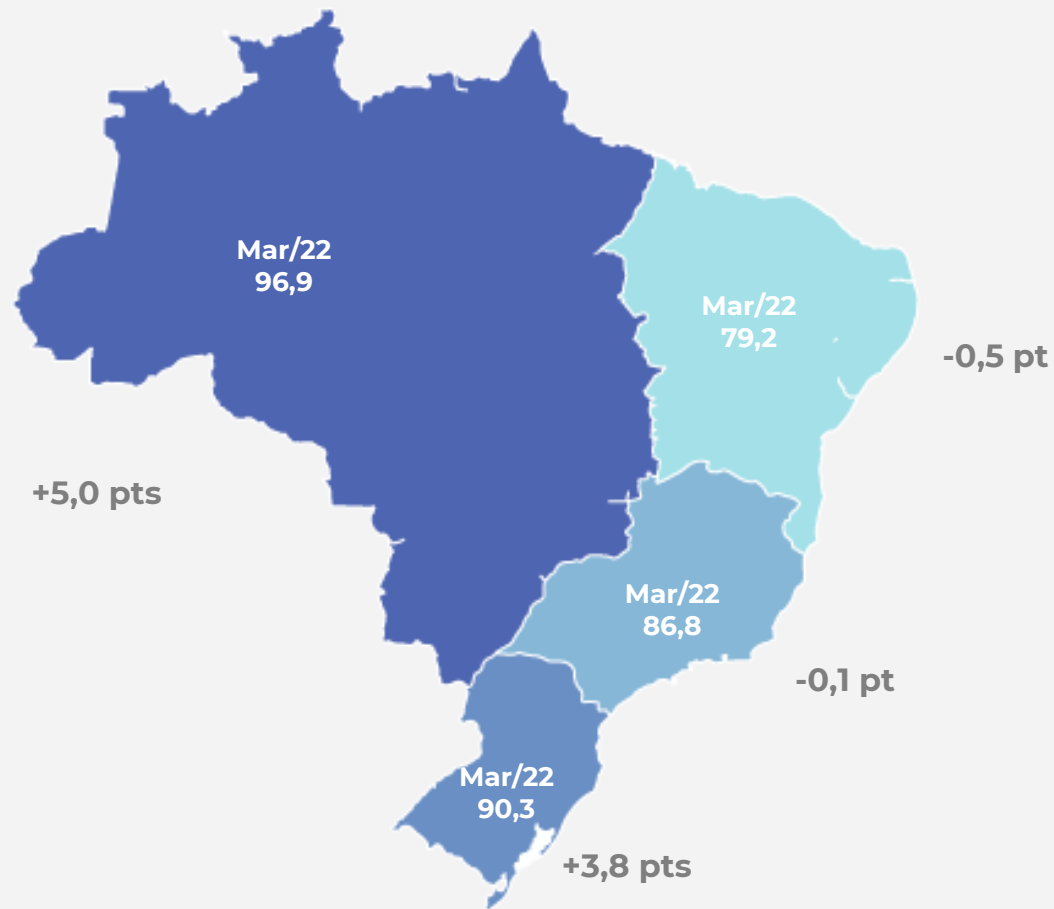 Mar/22
96,9
Mar/22
79,2
-0,5 pt
+5,0 pts
Mar/22
86,8
-0,1 pt
Mar/22
90,3
+3,8 pts